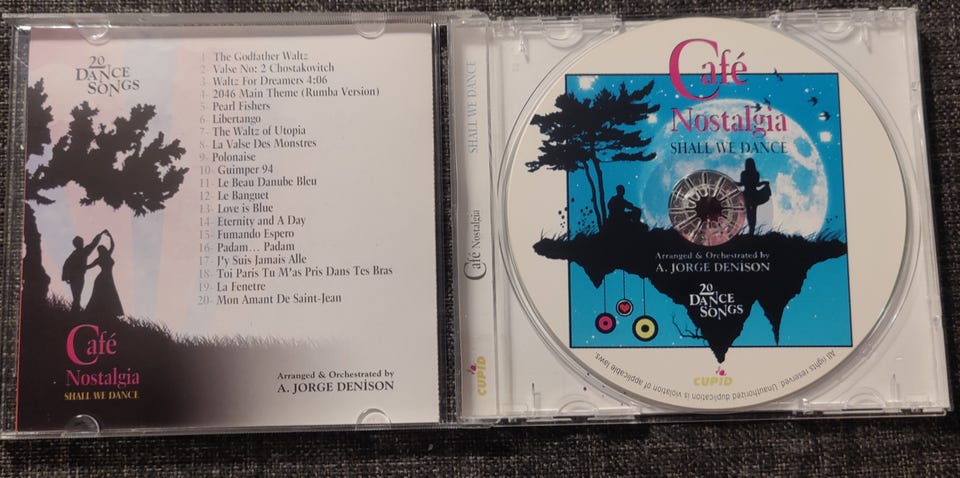 20
DANCE
SONGS
1- The Godfather Waltz
2- Valse No: 2 Chostakovitch
3- Waltz For Dreamers 4:06
4- 2046 Main Theme (Rumba Version)
5- Pearl Fishers
6- Libertango
7- The Waltz of Utopia
8- La Valse Des Monstres
9- Polonaise
10- Guimper 94
11- Le Beau Danube Bleu
12- Le Banguet
13- Love is Blue
14- Eternity and A Day
15- Fumando Espero
16- Padam... Padam
17- J'y Suis Jamais Alle
18- Toi Paris Tu M'as Pris Dans Tes Bras
19- La Fenetre
20- Mon Amant De Saint-Jean
Café
Nostalgia
SHALL WE DANCE
Arranged & Orchestrated by
A. JORGE DENISON
SHALL WE DANCE
Café Nostalgia
CUPID
Café
Nostalgia
SHALL WE DANCE
Arranged & Orchestrated by
A. JORGE DENISON
20
DANCE
SONGS
CUPID
All rights reserved. Unauthorized duplication is violation of applicable laws.